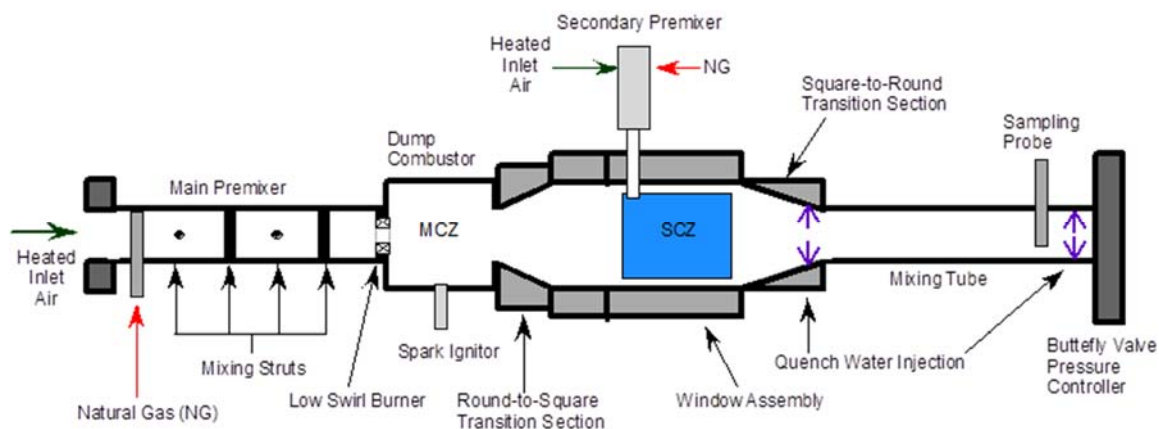 Secondary Premixer
Heated
Inlet
Air
NG
Square-to-Round
Transition Section
Sampling
Probe
Dump
Combustor
Main Premixer
MCZ
SCZ
Heated
Inlet
Air
Mixing Tube
Spark Ignitor
Mixing Struts
Quench Water Injection
Buttefly Valve
Pressure
Controller
Natural Gas (NG)
Low Swirl Burner
Round-to-Square
Transition Section
Window Assembly